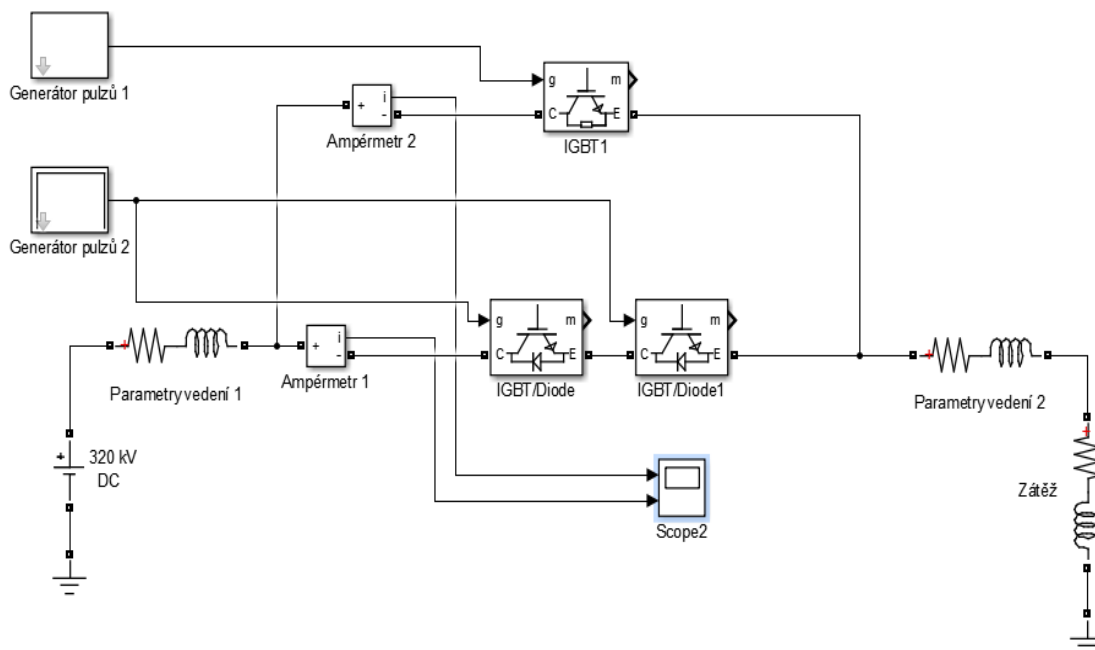 Generátor pulzů 1
g
m
C
E
IGBT1
+
i
-
Ampérmetr 2
Generátor pulzů 2
g
m
C
E
IGBT/Diode
g
m
C
E
IGBT/Diode1
+
i
-
Ampérmetr 1
+
Parametry vedení 1
+
Parametry vedení 2
+
320 kV
DC
+
Zátěž
Scope2